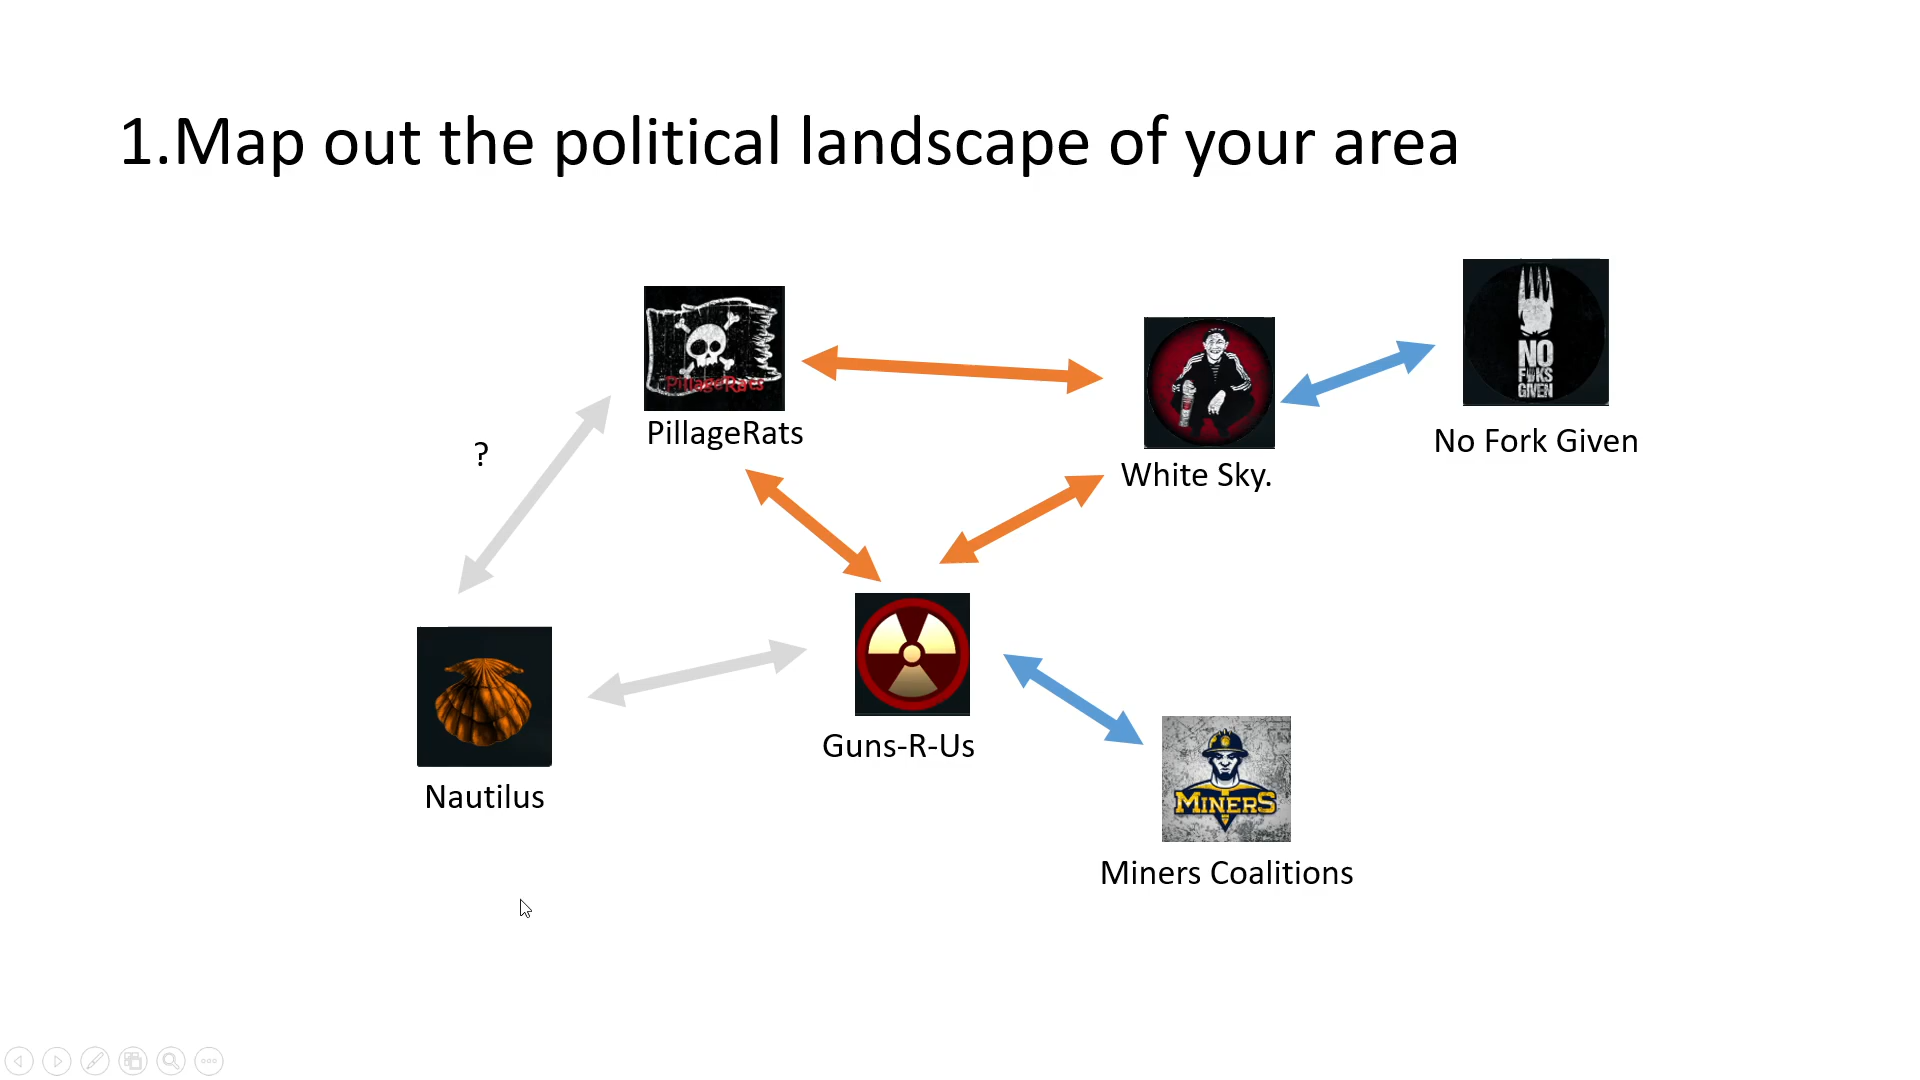 1.Map out the political landscape of your area
PillageRats
PillageRats
?
White Sky.
NO
F
KS
GIVEN
No Fork Given
Nautilus
Guns-R-Us
MINERS
Miners Coalitions